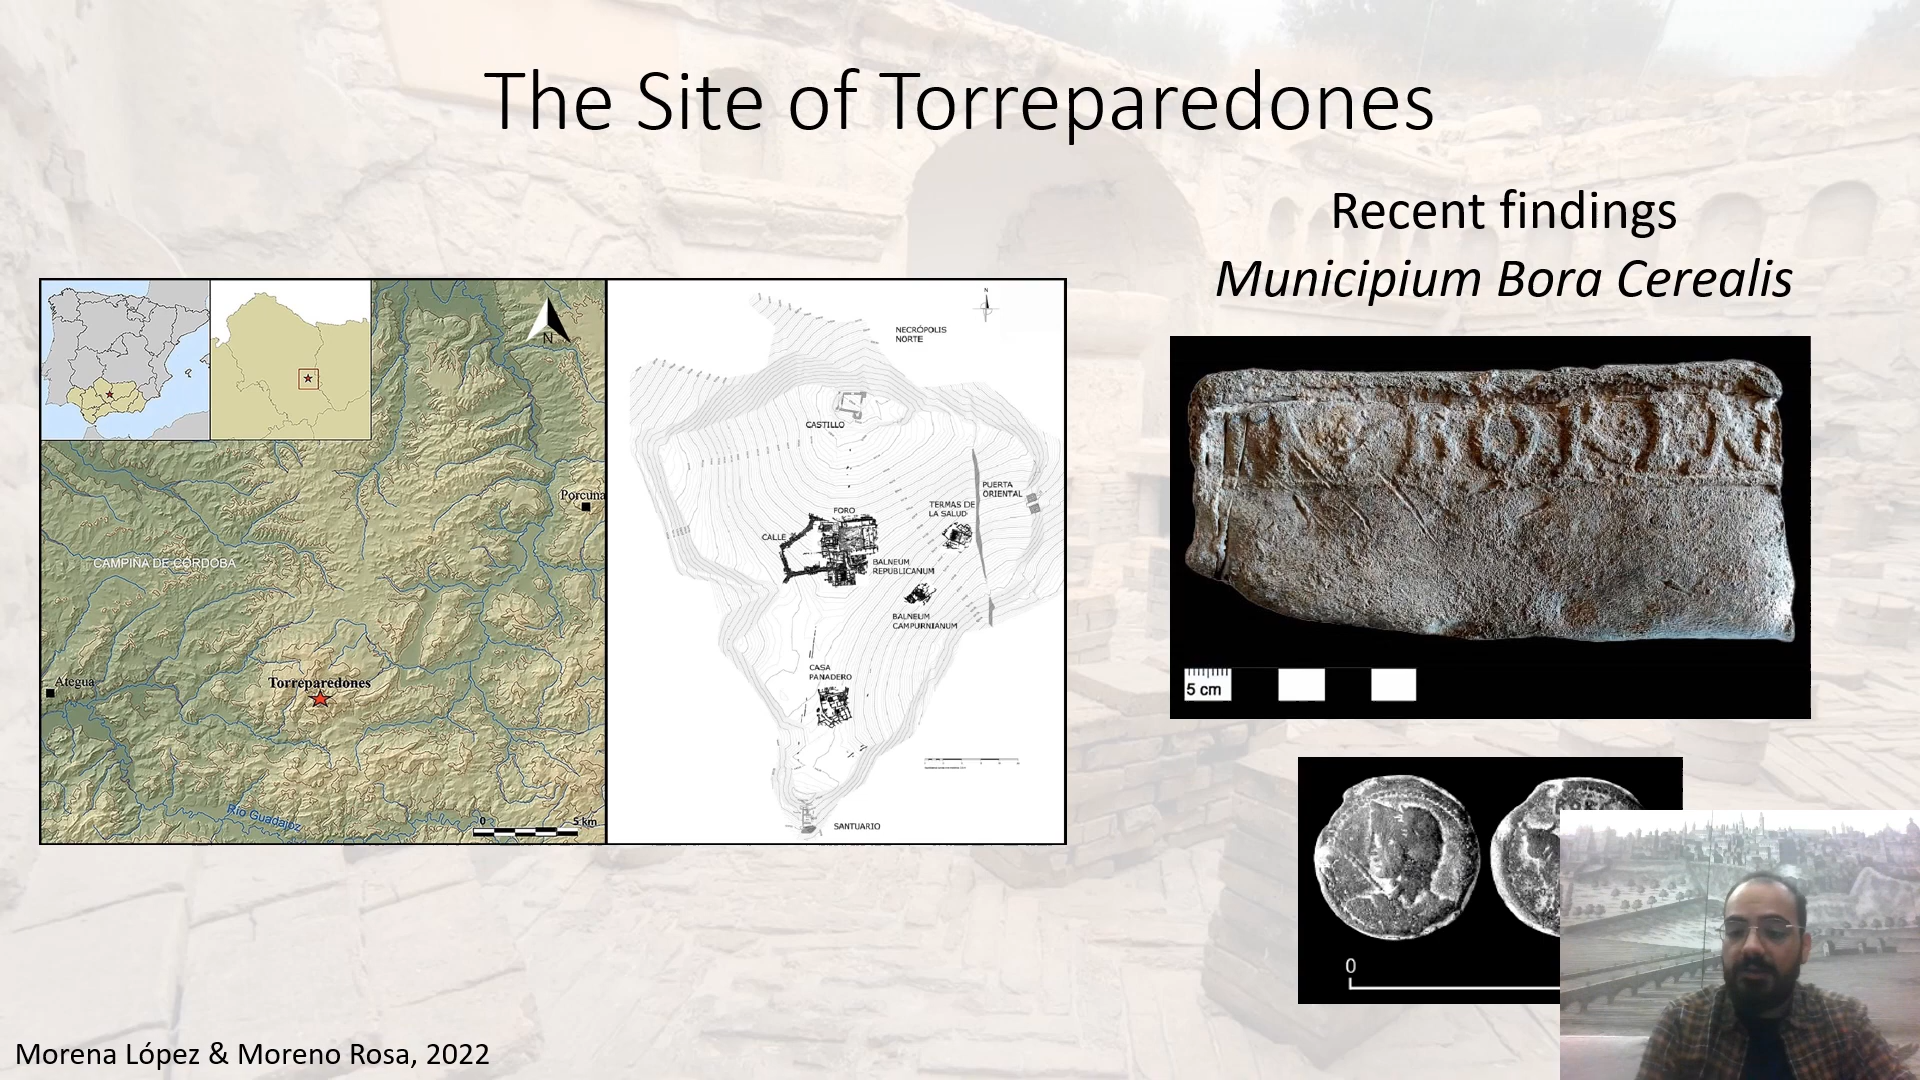 The Site of Torreparedones
Recent findings
Municipium Bora Cerealis
N
Porcuna
CAMPIÑA DE CÓRDOBA
Ategua
Torreparedones
Río Guadajoz
0 5 km
N
NECRÓPOLIS
NORTE
CASTILLO
PUERTA
ORIENTAL
TERMAS DE
LA SALUD
FORO
CALLE
BALNEUM
REPUBLICANUM
BALNEUM
CAMPURNIANUM
CASA
PANADERO
SANTUARIO
5 cm
0
Morena López & Moreno Rosa, 2022